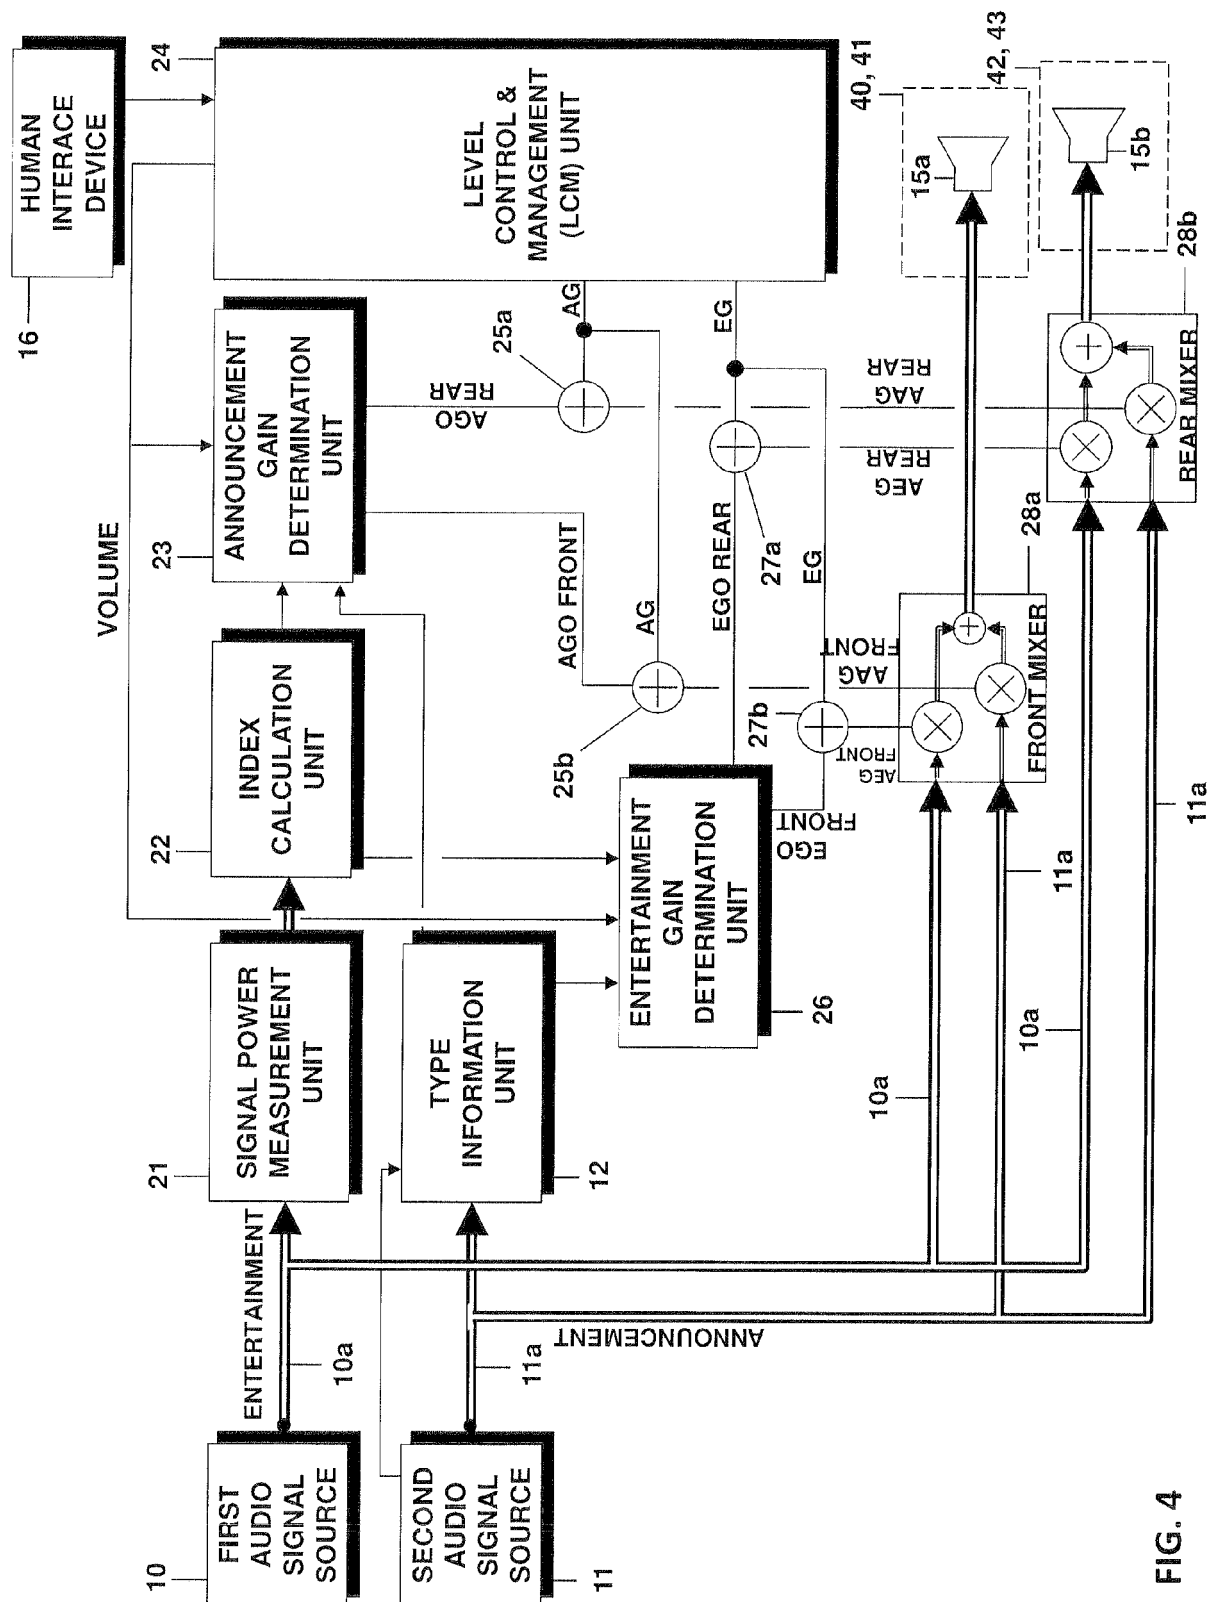 10
FIRST
AUDIO
SIGNAL
SOURCE
ENTERTAINMENT
10a
11
SECOND
AUDIO
SIGNAL
SOURCE
11a
ANNOUNCEMENT
21
SIGNAL POWER
MEASUREMENT
UNIT
12
TYPE
INFORMATION
UNIT
22
INDEX
CALCULATION
UNIT
VOLUME
23
ANNOUNCEMENT
GAIN
DETERMINATION
UNIT
26
ENTERTAINMENT
GAIN
DETERMINATION
UNIT
16
HUMAN
INTERACE
DEVICE
24
LEVEL
CONTROL &
MANAGEMENT
(LCM) UNIT
AGO FRONT
AGO
REAR
25a
25b
AG
AG
EGO REAR
EGO
FRONT
27a
27b
EG
EG
AEG
FRONT
AAG
FRONT
AEG
REAR
AAG
REAR
10a
11a
10a
11a
FRONT MIXER
28a
REAR MIXER
28b
15a
40, 41
15b
42, 43
FIG. 4